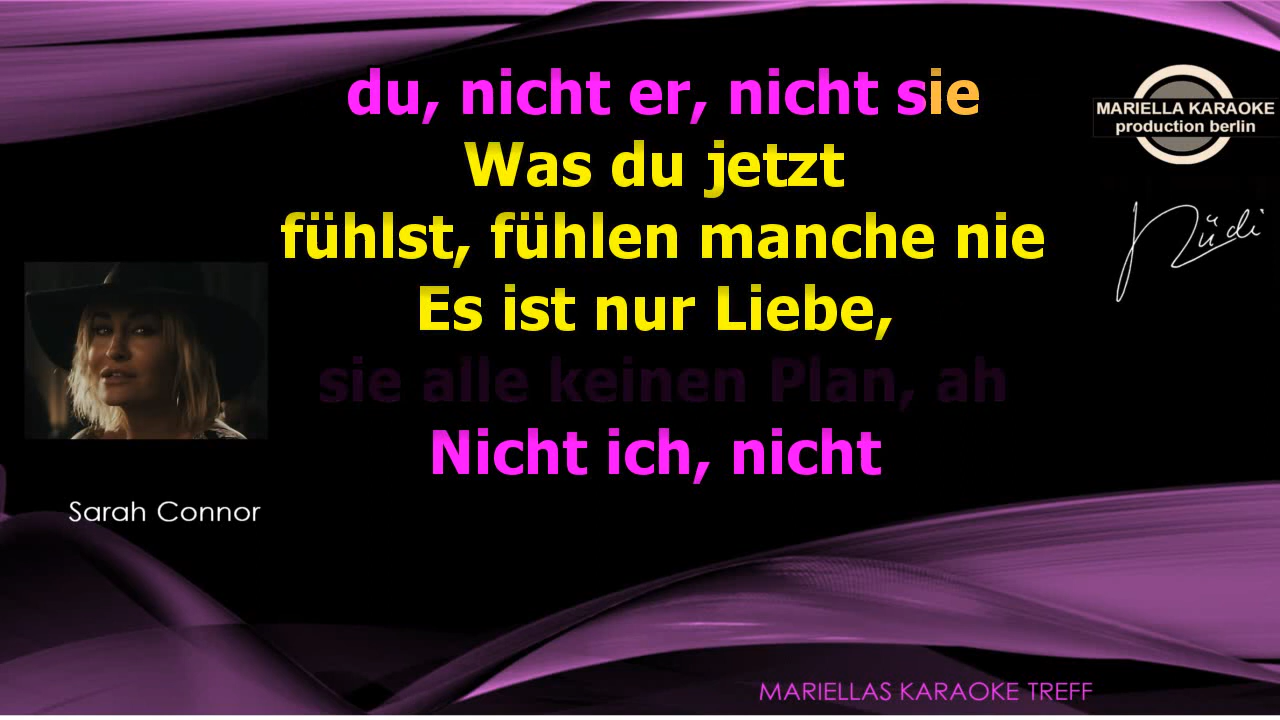 du, nicht er, nicht sie
Was du jetzt
fühlst, fühlen manche nie
Es ist nur Liebe,
sie alle keinen Plan, ah
Nicht ich, nicht
MARIELLA KARAOKE
production berlin
Rüdi
Sarah Connor
MARIELLAS KARAOKE TREFF